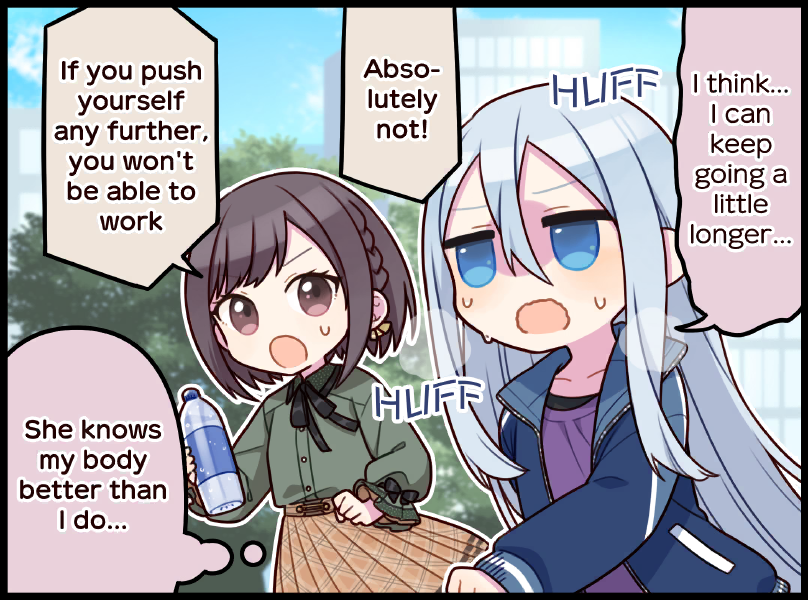 I think...
I can
keep
going a
little
longer...
HUFF
Abso-
lutely
not!
If you push
yourself
any further,
you won't
be able to
work
HUFF
She knows
my body
better than
I do...